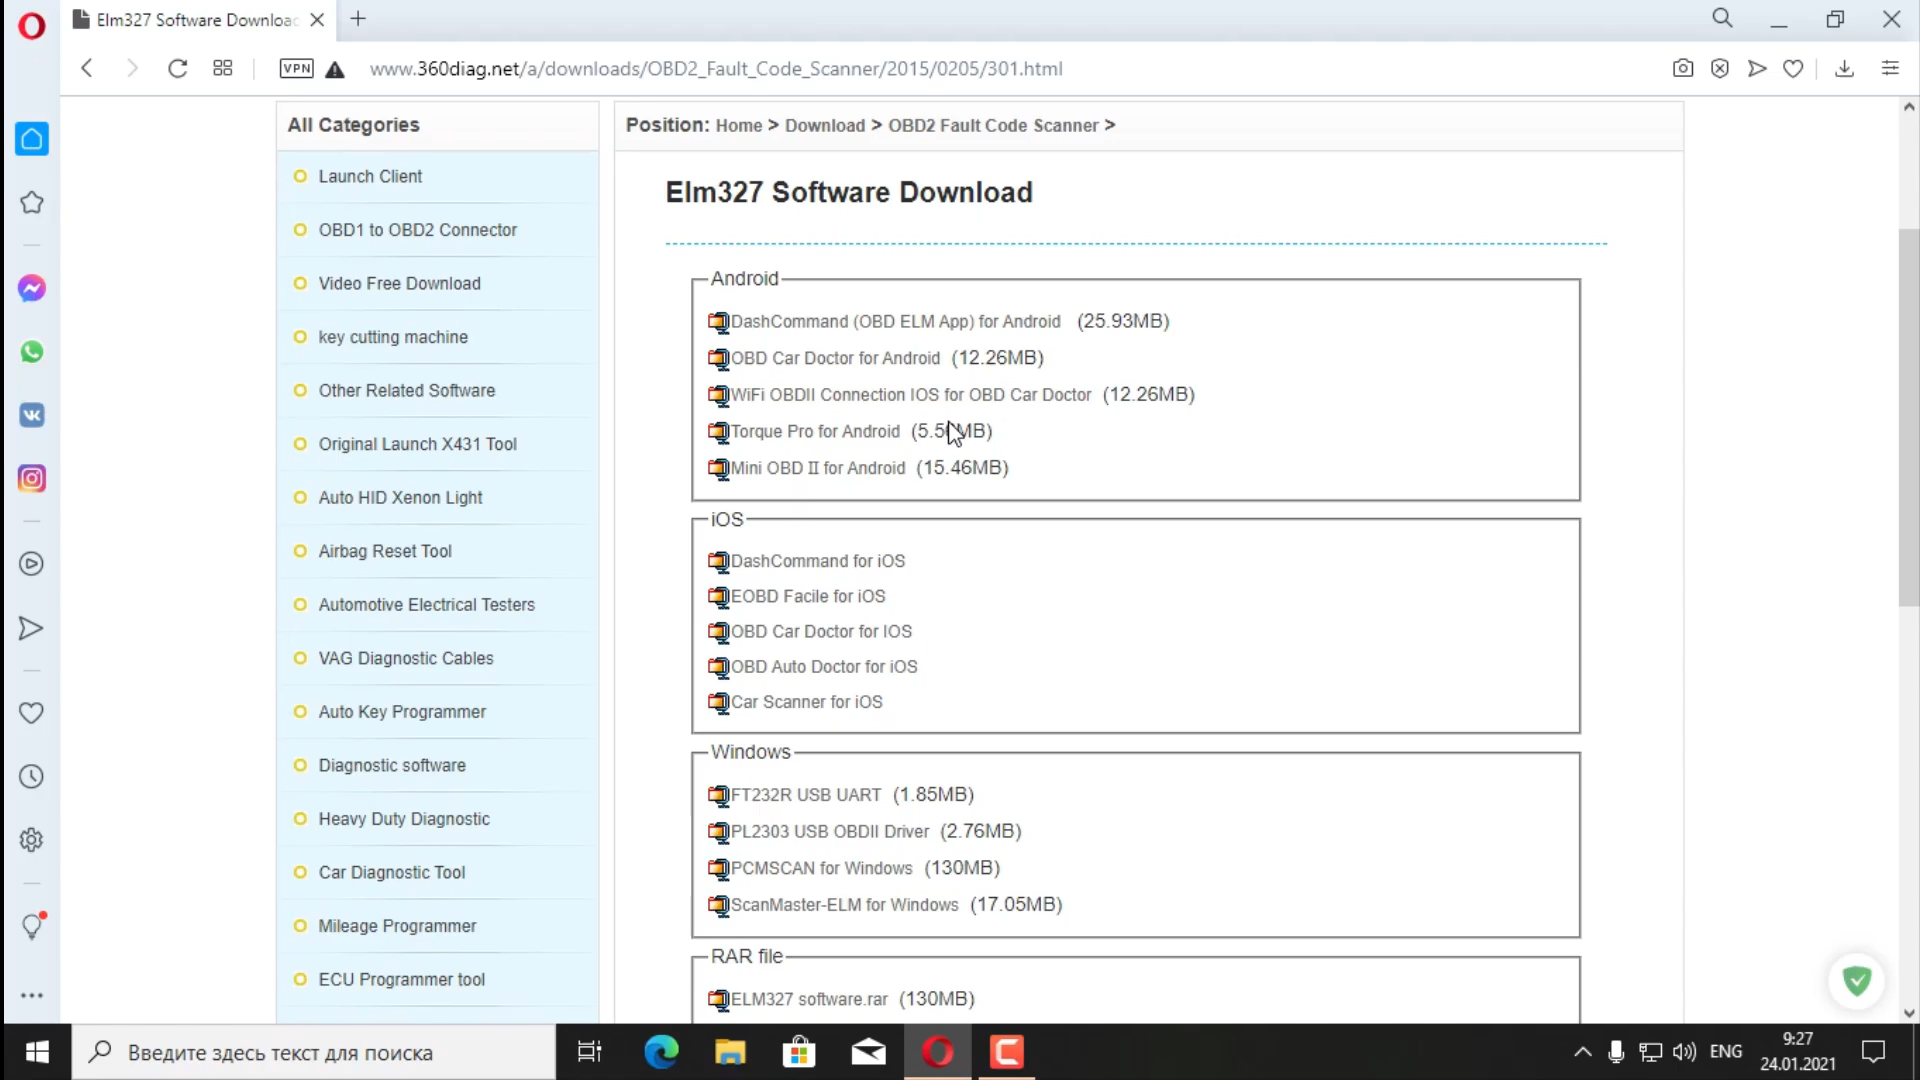 Elm327 Software Downloa
VPN
www.360diag.net/a/downloads/OBD2_Fault_Code_Scanner/2015/0205/301.html
All Categories
Launch Client
OBD1 to OBD2 Connector
Video Free Download
key cutting machine
Other Related Software
Original Launch X431 Tool
Auto HID Xenon Light
Airbag Reset Tool
Automotive Electrical Testers
VAG Diagnostic Cables
Auto Key Programmer
Diagnostic software
Heavy Duty Diagnostic
Car Diagnostic Tool
Mileage Programmer
ECU Programmer tool
Position: Home > Download > OBD2 Fault Code Scanner >
Elm327 Software Download
Android
DashCommand (OBD ELM App) for Android (25.93MB)
OBD Car Doctor for Android (12.26MB)
WiFi OBDII Connection IOS for OBD Car Doctor (12.26MB)
Torque Pro for Android
Mini OBD II for Android (15.46MB)
iOS
DashCommand for iOS
EOBD Facile for iOS
OBD Car Doctor for IOS
OBD Auto Doctor for iOS
Car Scanner for iOS
Windows
FT232R USB UART (1.85MB)
PL2303 USB OBDII Driver (2.76MB)
PCMSCAN for Windows (130MB)
ScanMaster-ELM for Windows (17.05MB)
RAR file
ELM327 software.rar (130MB)
Введите здесь текст для поиска
ENG
9:27
24.01.2021